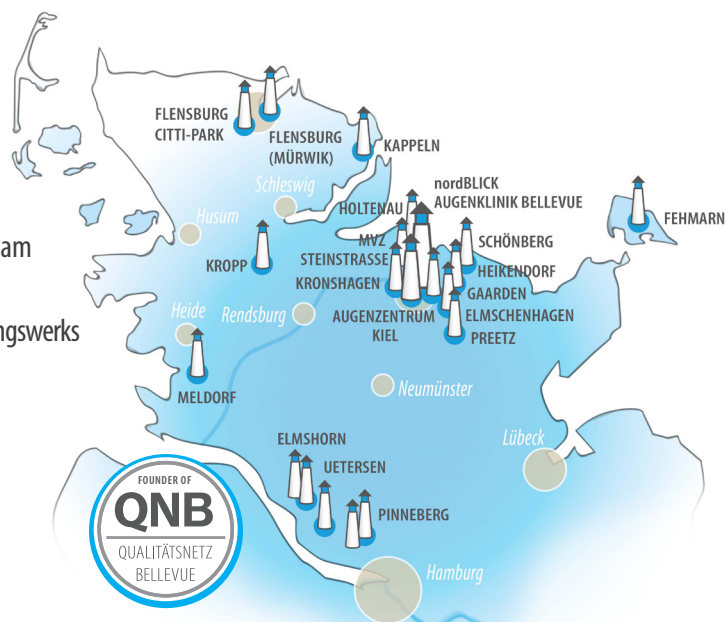 FLENSBURG
CITTI-PARK
FLENSBURG
(MÜRWIK)
KAPPELN
Schleswig
nordBLICK
AUGENKLINIK BELLEVUE
HOLTENAU
FEHMARN
Husum
am
MVZ
STEINSTRASSE
SCHÖNBERG
KROPP
HEIKENDORF
KRONSHAGEN
GAARDEN
Heide
Rendsburg
AUGENZENTRUM
KIEL
ELMSCHENHAGEN
ngswerks
PREETZ
MELDORF
Neumünster
ELMSHORN
Lübeck
UETERSEN
PINNEBERG
FOUNDER OF
QNB
QUALITÄTSNETZ
BELLEVUE
Hamburg